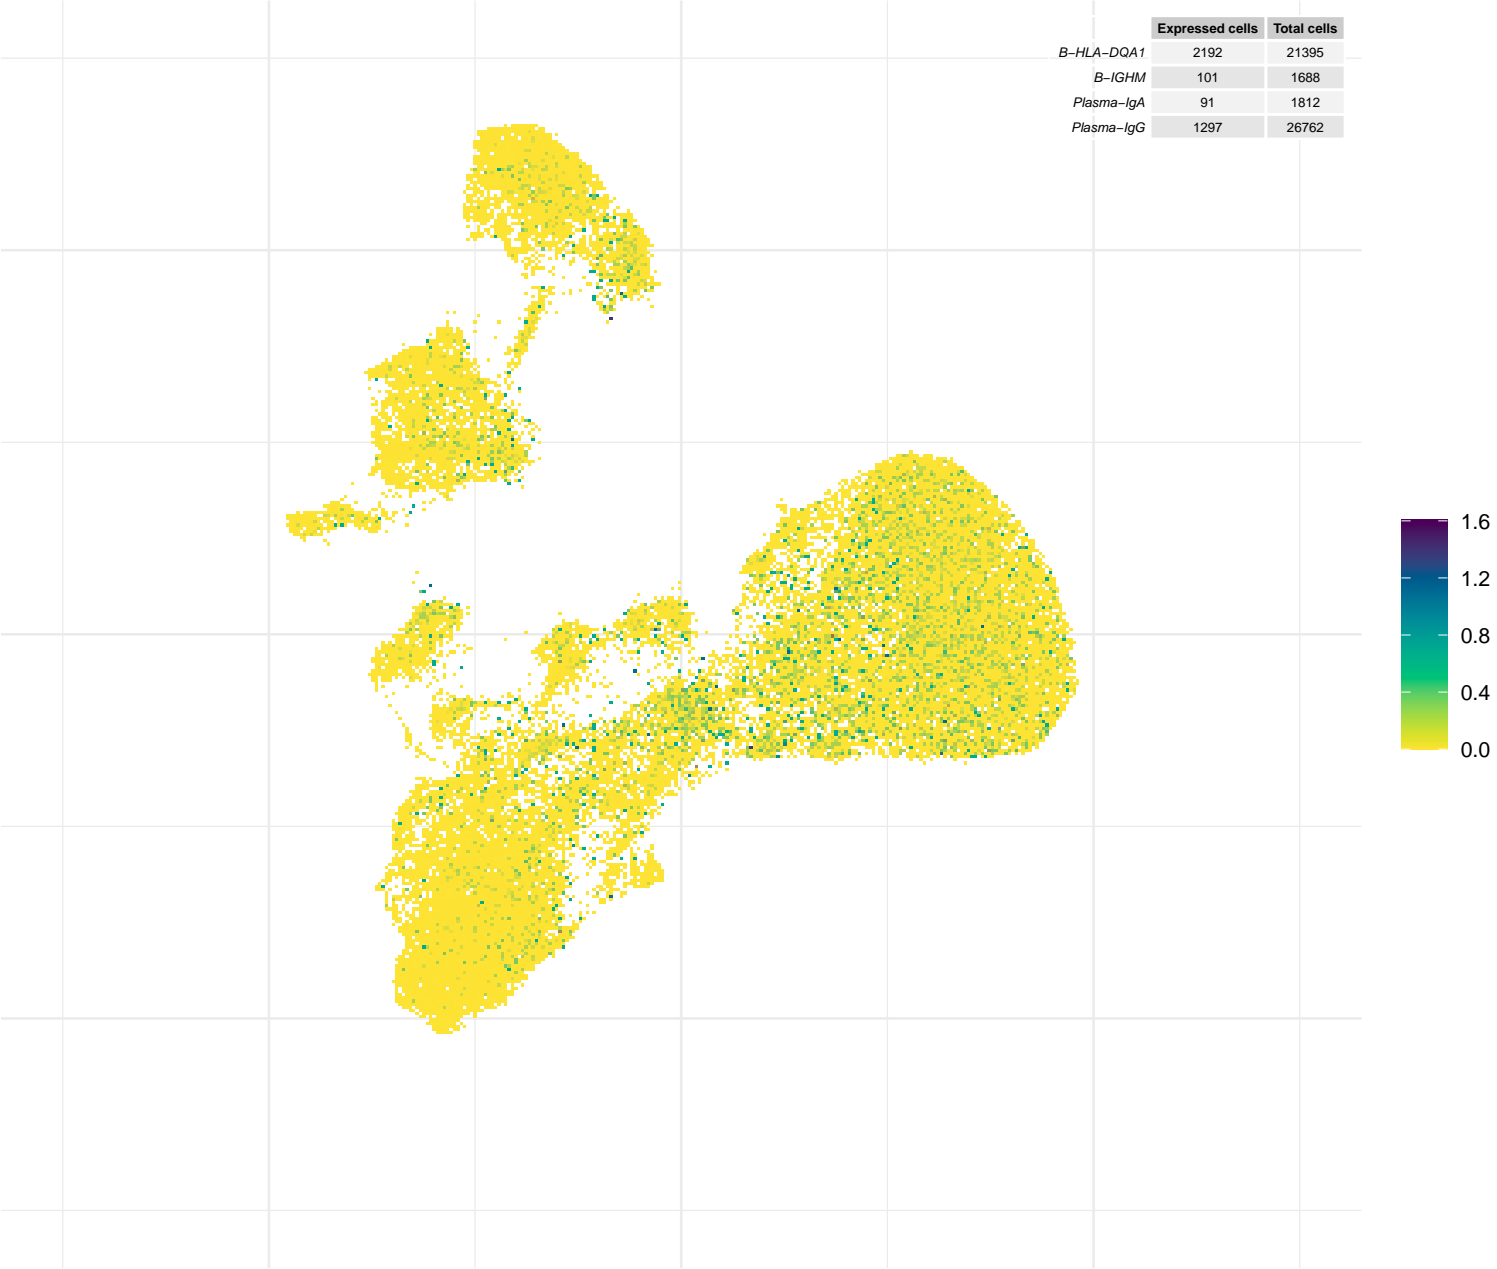 Expressed cells Total cells
B−HLA−DQA1 2192 21395
B−IGHM 101 1688
Plasma−IgA 91 1812
Plasma−IgG 1297 26762
1.6
1.2
0.8
0.4
0.0